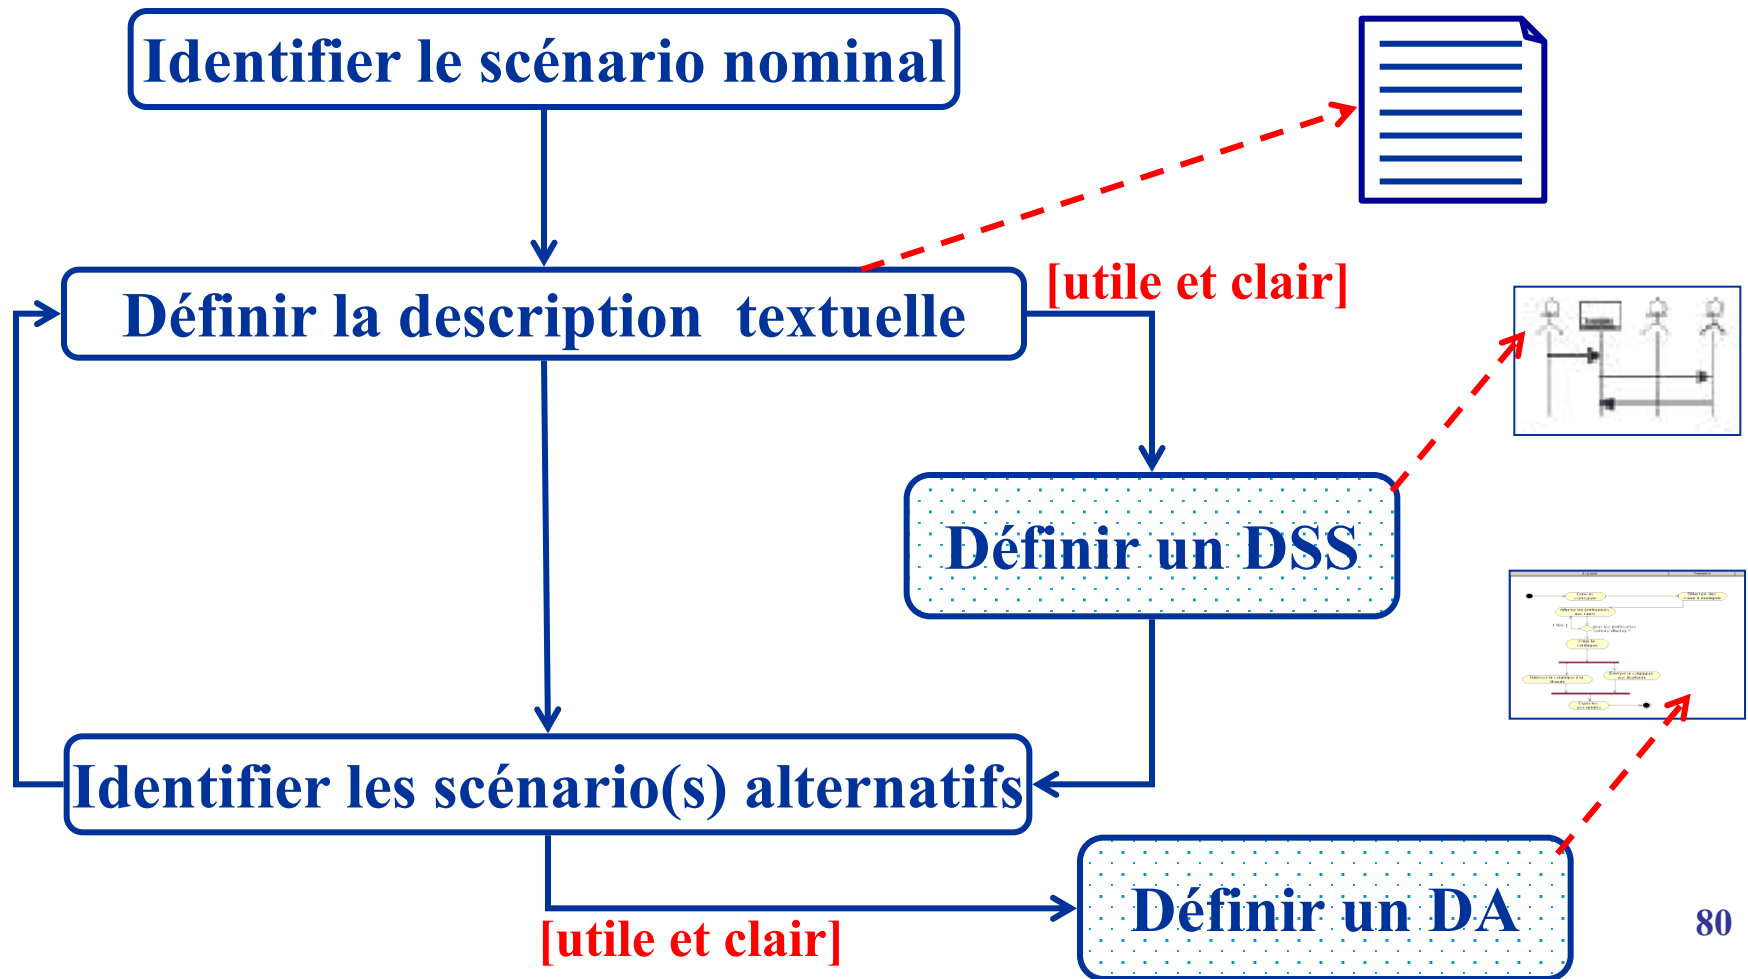 Identifier le scénario nominal
[utile et clair]
Définir la description textuelle
Définir un DSS
Identifier les scénario(s) alternatifs
Définir un DA
[utile et clair]
80